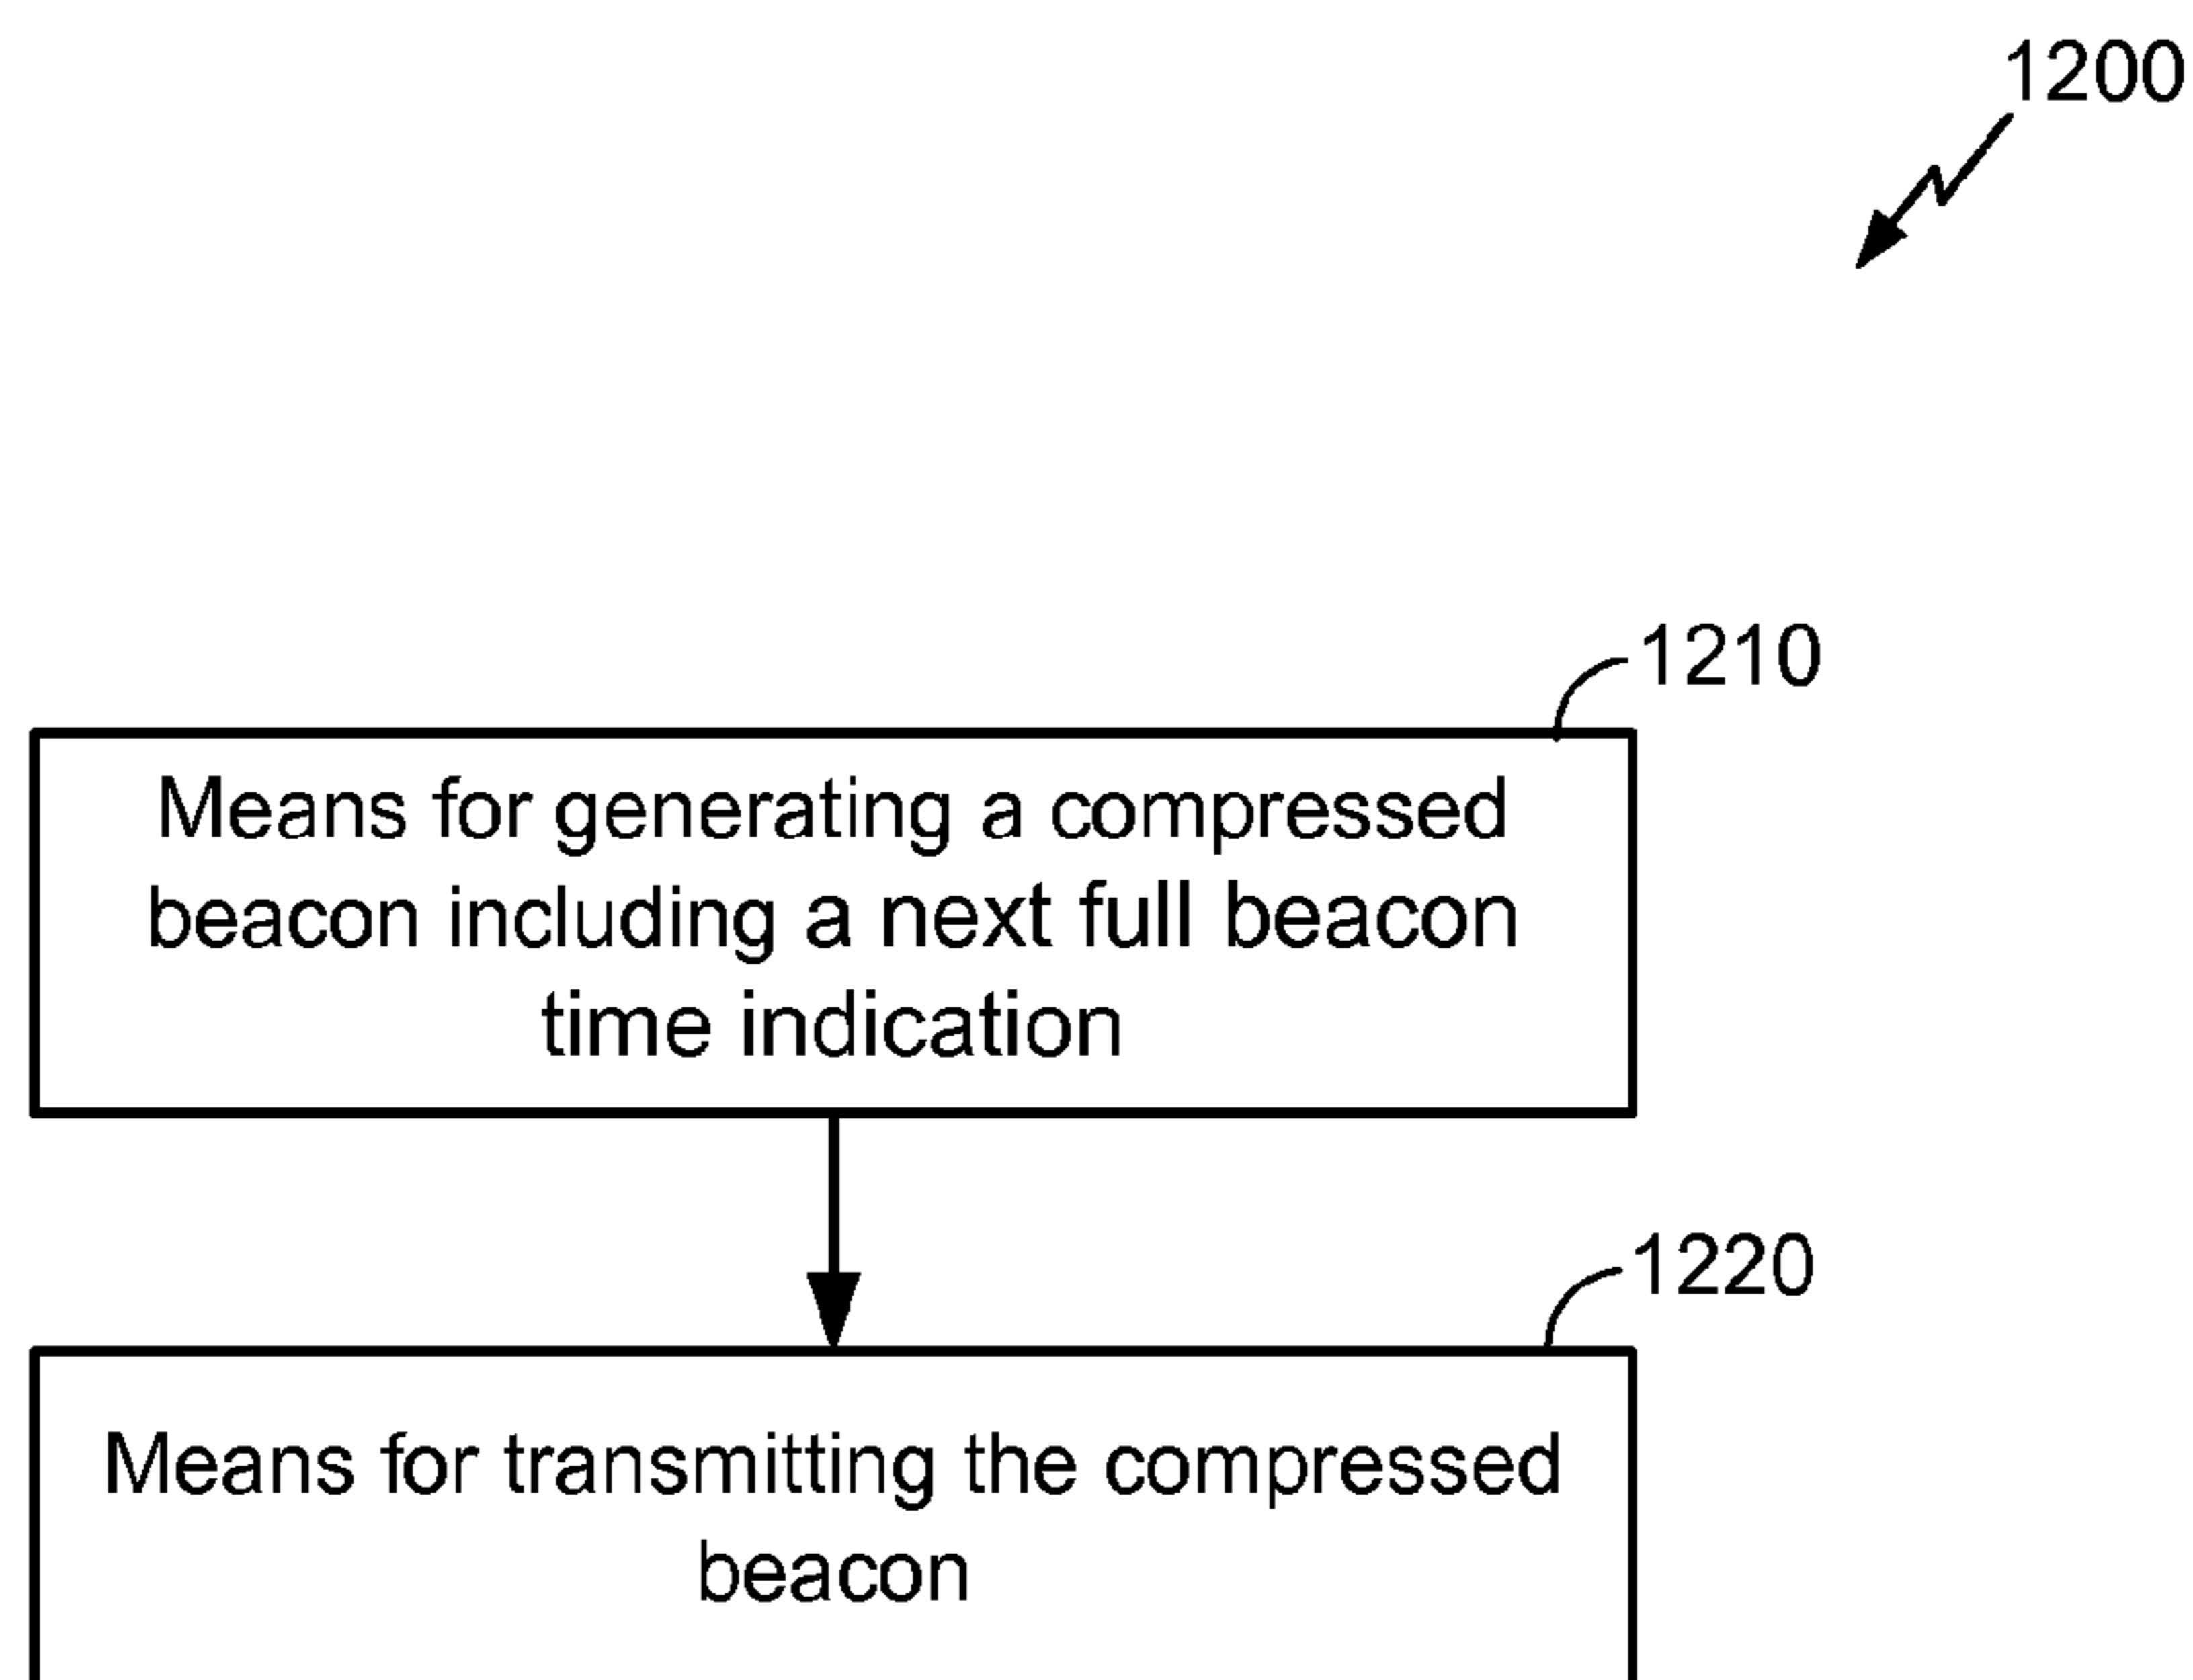 1200
1210
Means for generating a compressed
beacon including a next full beacon
time indication
1220
Means for transmitting the compressed
beacon